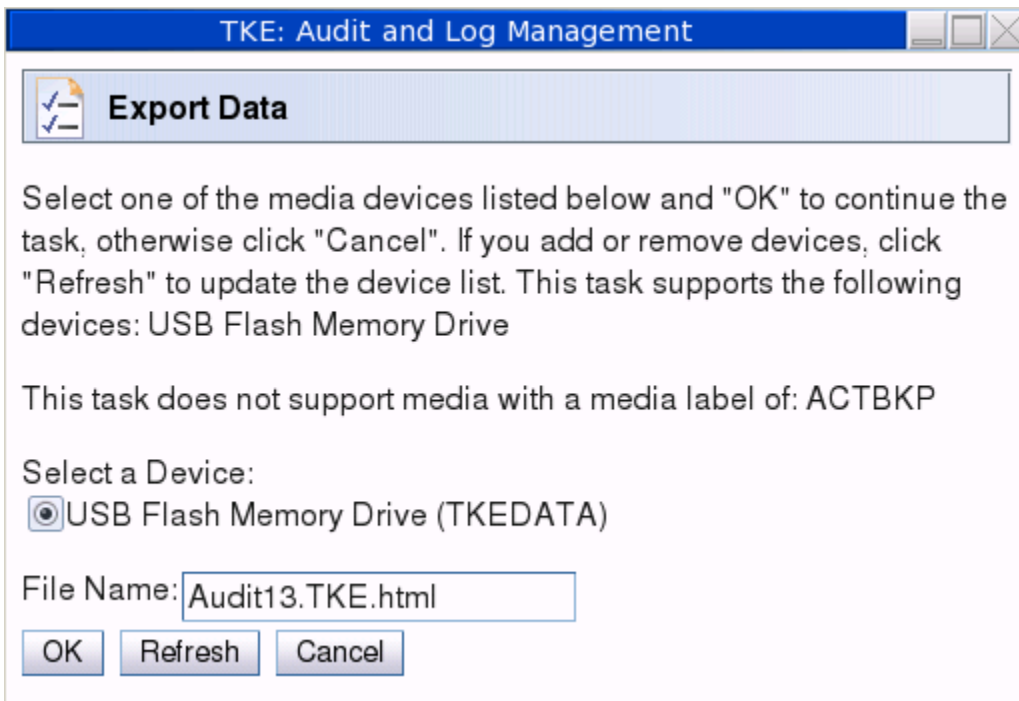 TKE: Audit and Log Management
Export Data
Select one of the media devices listed below and "OK" to continue the
task, otherwise click "Cancel". If you add or remove devices, click
"Refresh" to update the device list. This task supports the following
devices: USB Flash Memory Drive
This task does not support media with a media label of: ACTBKP
Select a Device:
USB Flash Memory Drive (TKEDATA)
File Name: Audit13.TKE.html
OK Refresh Cancel